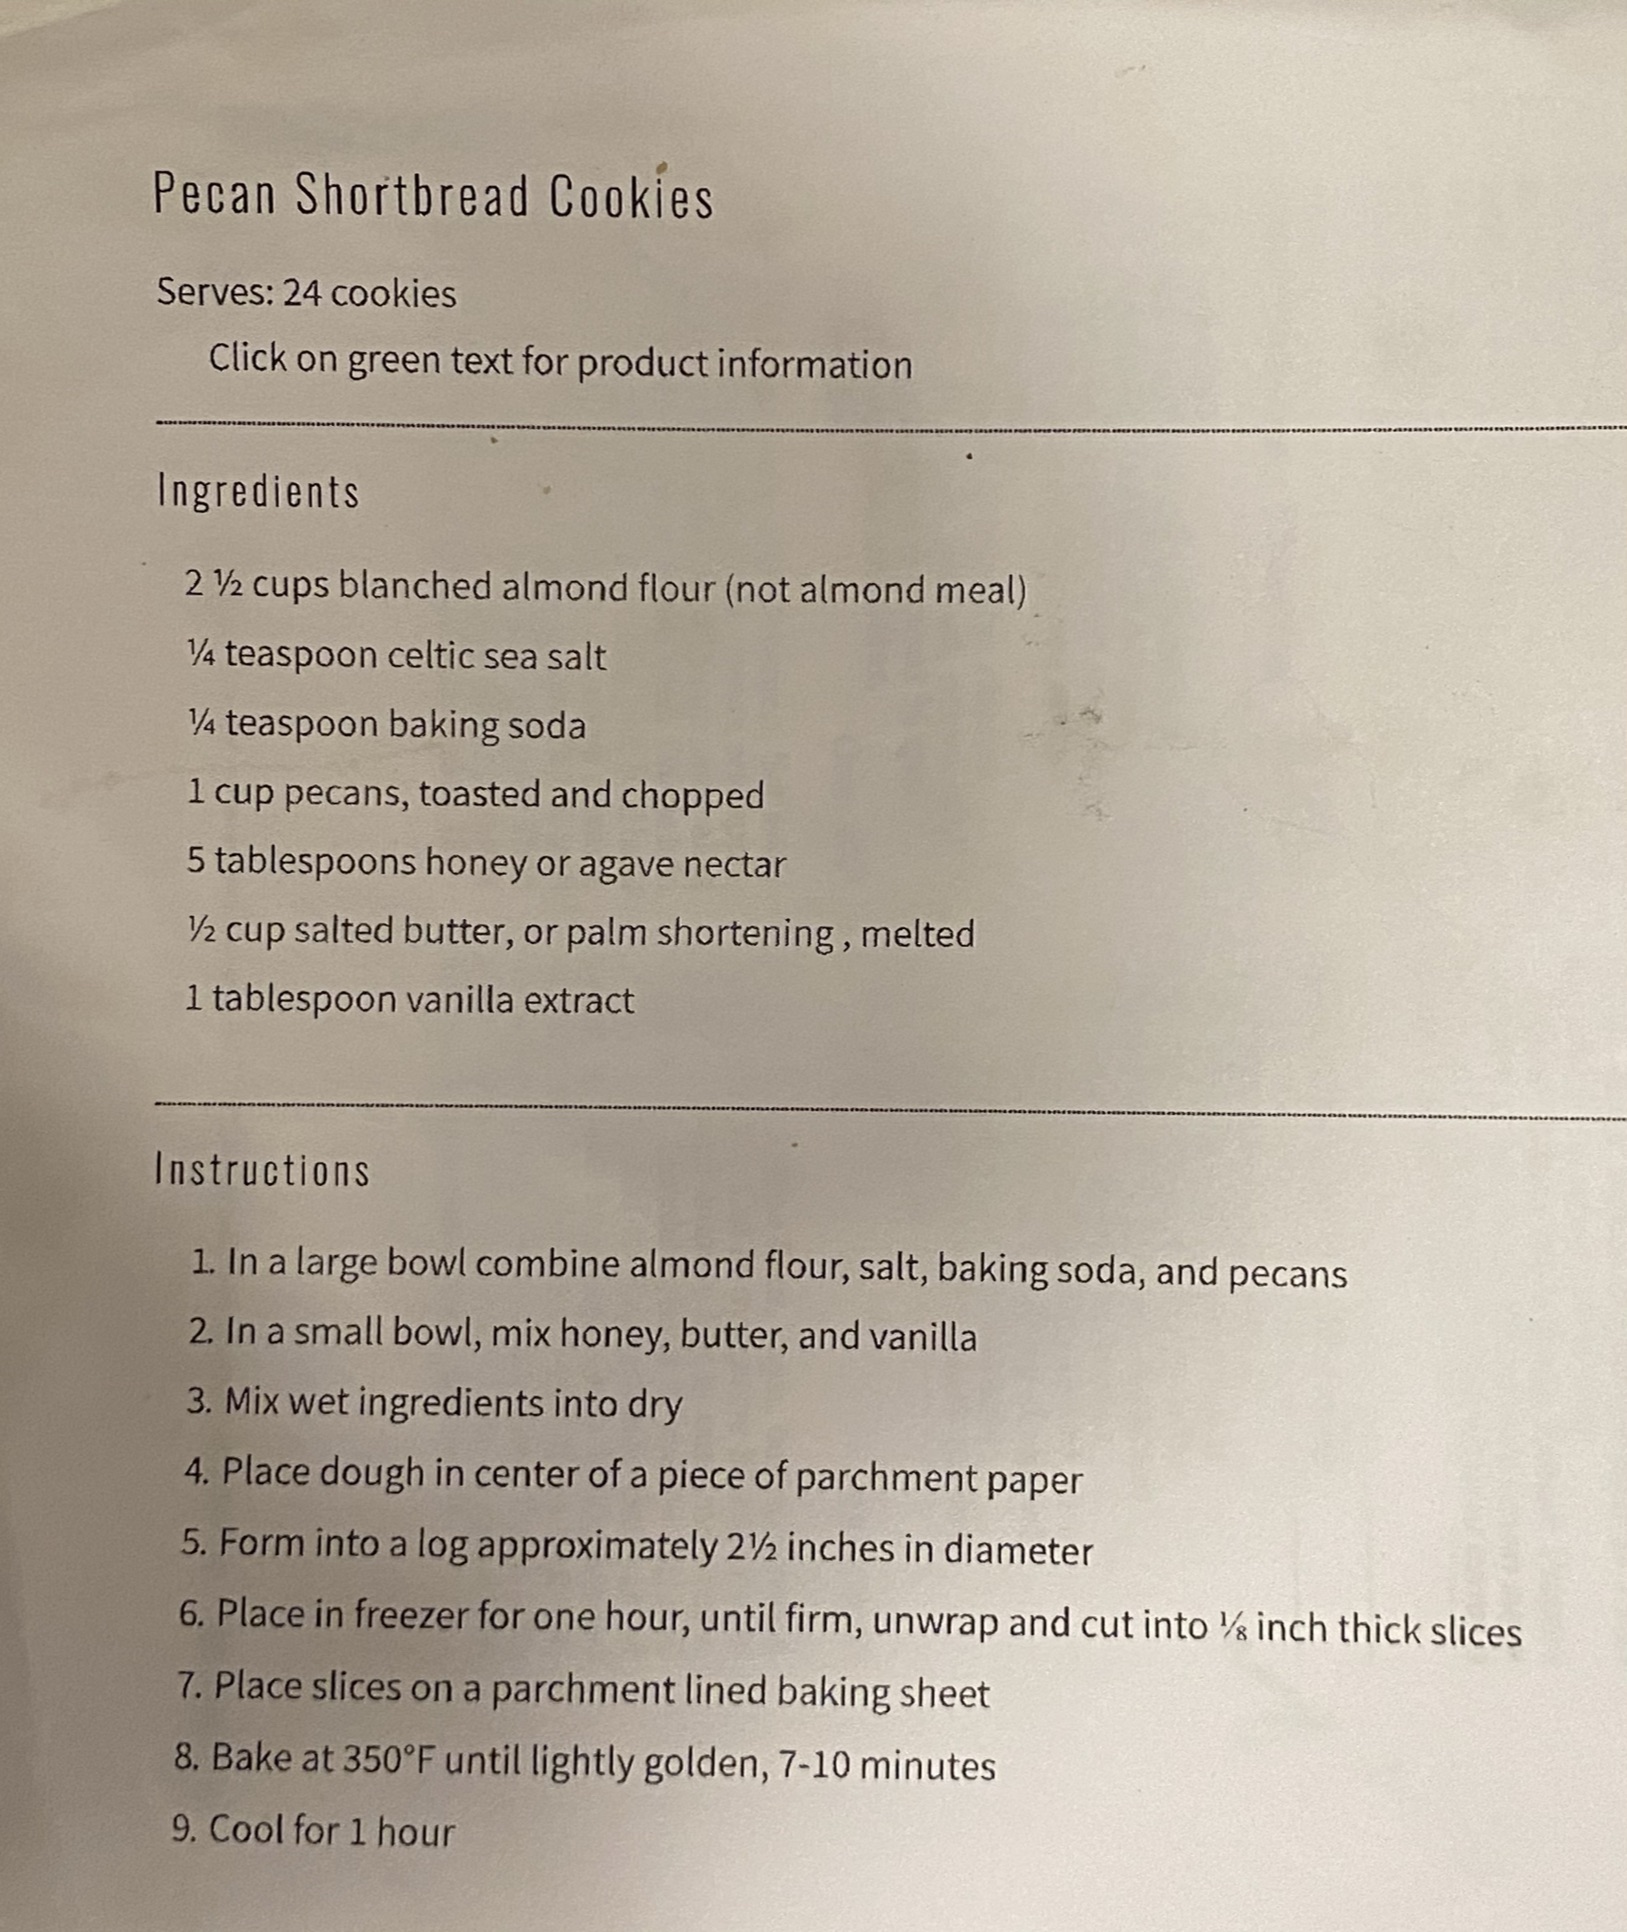 Pecan Shortbread Cookies
Serves: 24 cookies
Click on green text for product information
Ingredients
2 ½ cups blanched almond flour (not almond meal)
¼ teaspoon celtic sea salt
¼ teaspoon baking soda
1 cup pecans, toasted and chopped
5 tablespoons honey or agave nectar
½ cup salted butter, or palm shortening , melted
1 tablespoon vanilla extract
Instructions
1. In a large bowl combine almond flour, salt, baking soda, and pecans
2. In a small bowl, mix honey, butter, and vanilla
3. Mix wet ingredients into dry
4. Place dough in center of a piece of parchment paper
5. Form into a log approximately 2½ inches in diameter
6. Place in freezer for one hour, until firm, unwrap and cut into ⅛ inch thick slices
7. Place slices on a parchment lined baking sheet
8. Bake at 350°F until lightly golden, 7-10 minutes
9. Cool for 1 hour